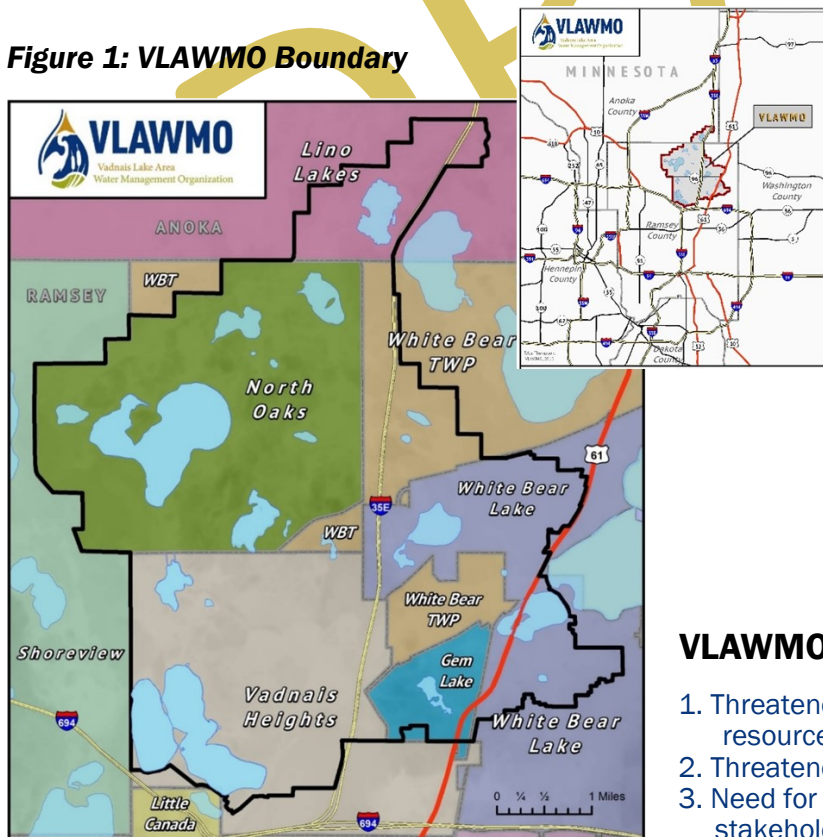 Figure 1: VLAWMO Boundary
VLAWMO
Vadnais Lake Area
Water Management Organization
Lino
Lakes
ANOKA
RAMSEY
WBT
White Bear
TWP
North
Oaks
61
White Bear
Lake
35E
WBT
White Bear
TWP
Gem
Lake
Shoreview
Vadnais
Heights
White Bear
Lake
694
Little
Canada
694
0 ¼ ½ 1 Miles
VLAWMO
MINNESOTA
Anoka
County
VLAWMO
61
96
Washington
County
Ramsey
County
Hennepin
County
Dakota
County
VLAWMO
1. Threatene
resource
2. Threatene
3. Need for
stakehol